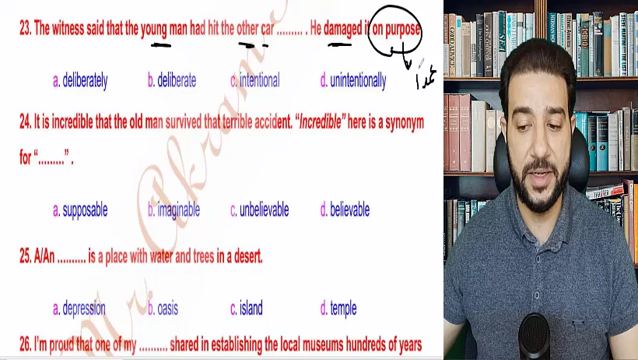 23. The witness said that the young man had hit the other car ......... . He damaged it on purpose
a. deliberately b. deliberate c. intentional d. unintentionally
24. It is incredible that the old man survived that terrible accident. “Incredible” here is a synonym
for “.........” .
a. supposable b. imaginable c. unbelievable d. believable
25. A/An .......... is a place with water and trees in a desert.
a. depression b. oasis c. island d. temple
26. I'm proud that one of my ......... shared in establishing the local museums hundreds of years
Mr. Akram